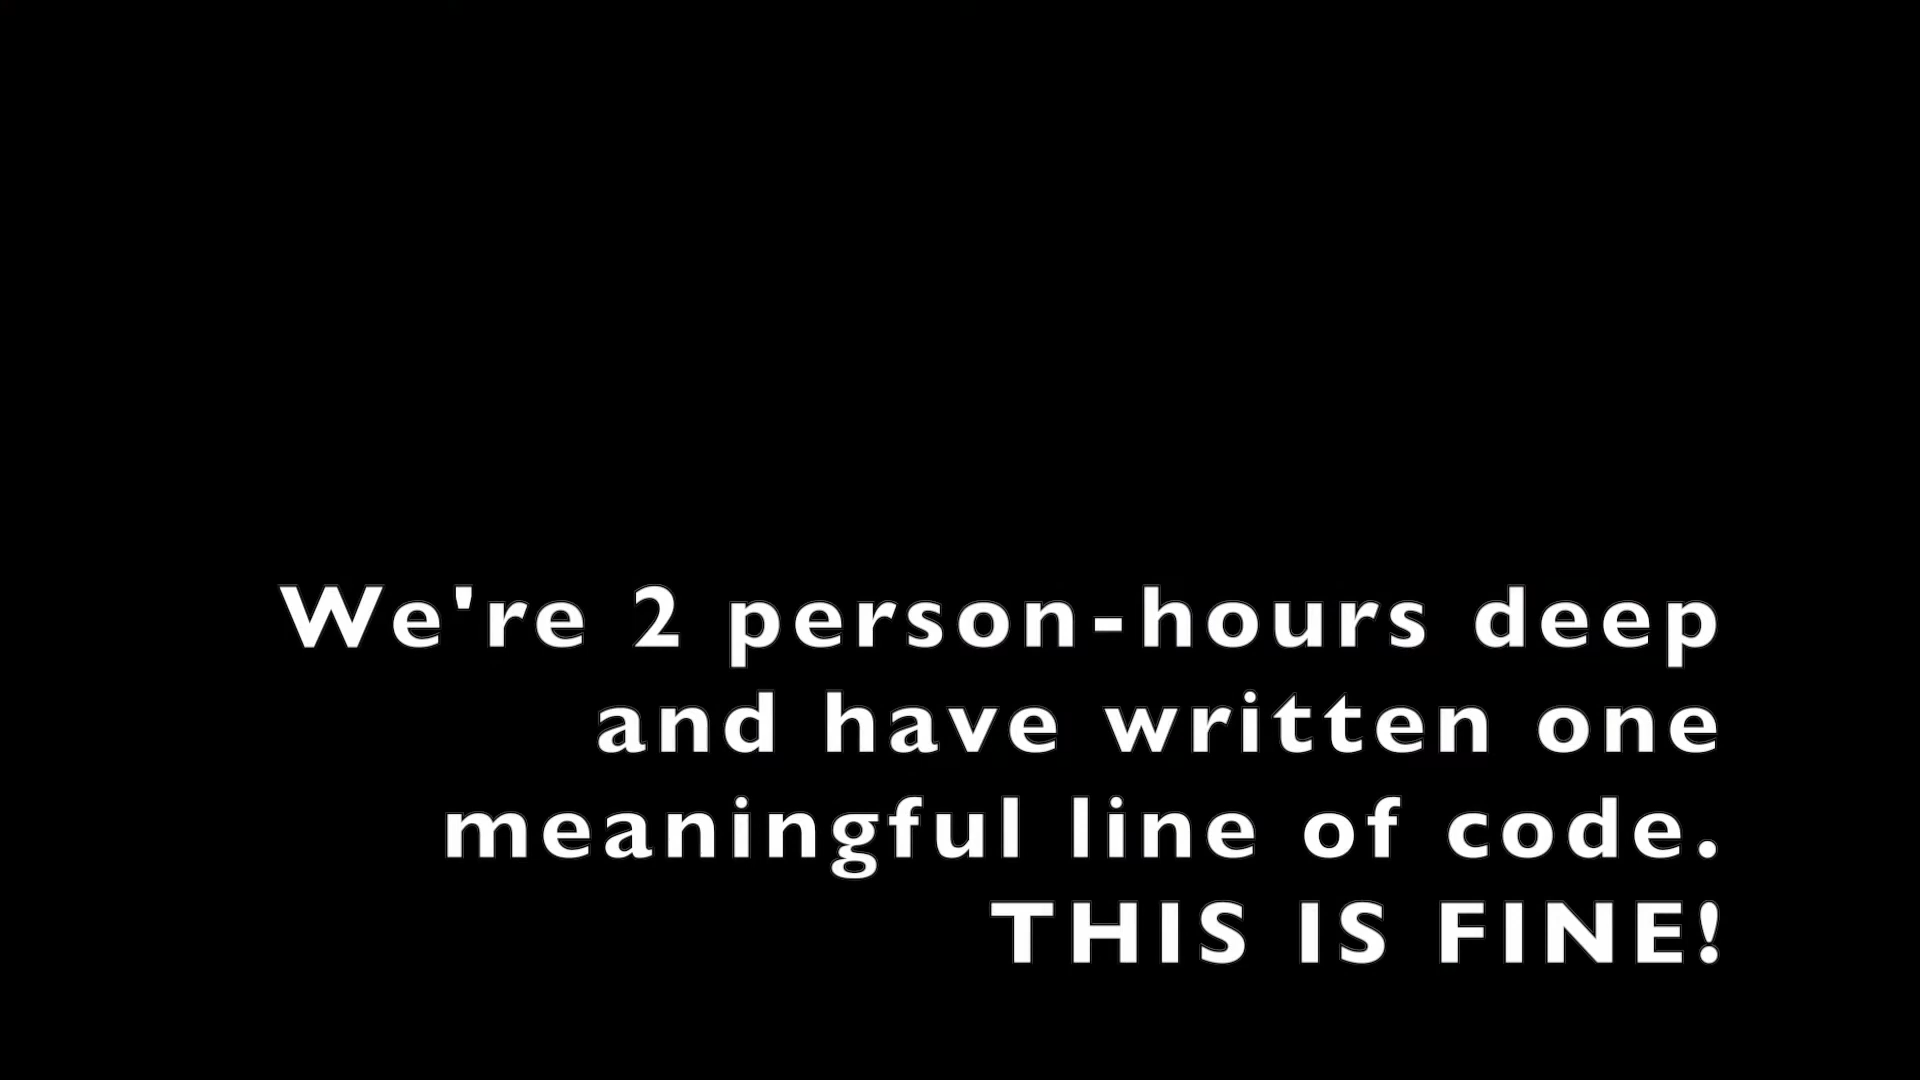 We're 2 person-hours deep
and have written one
meaningful line of code.
THIS IS FINE!